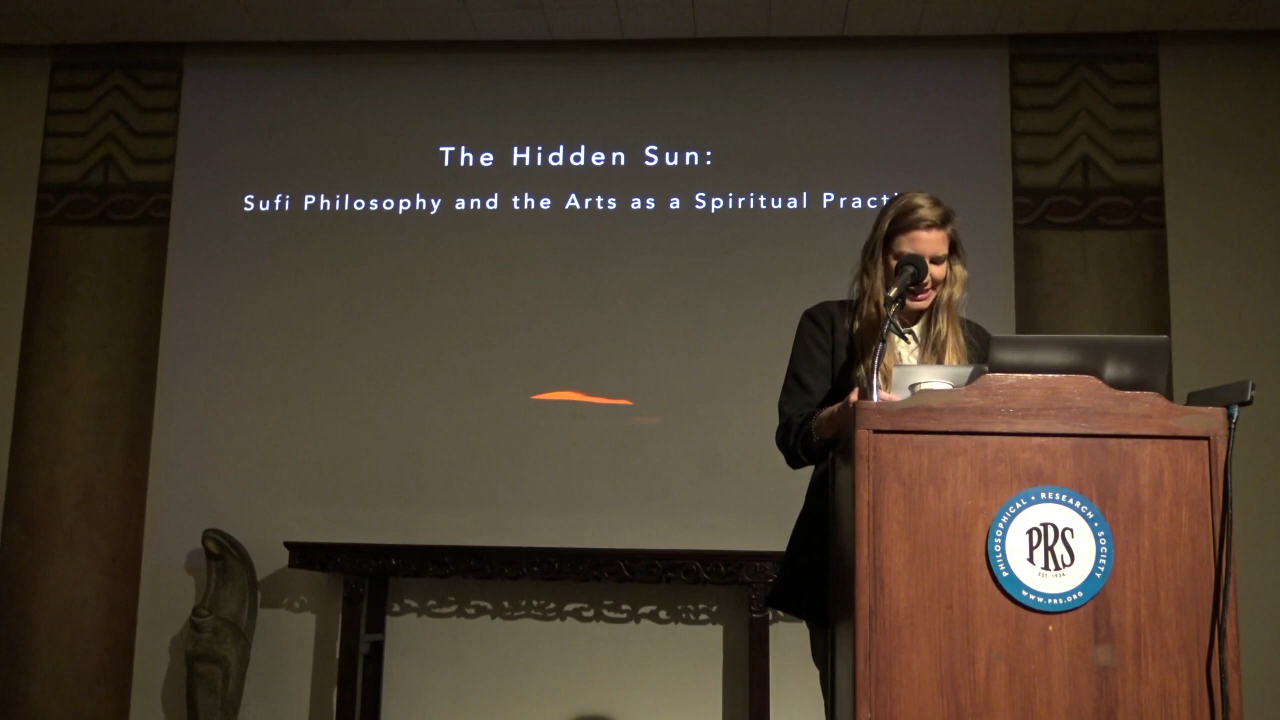 The Hidden Sun:
Sufi Philosophy and the Arts as a Spiritual
PHILOSOPHICAL • RESEARCH • SOCIETY
PRS
EST 1934
WWW.PRS.ORG